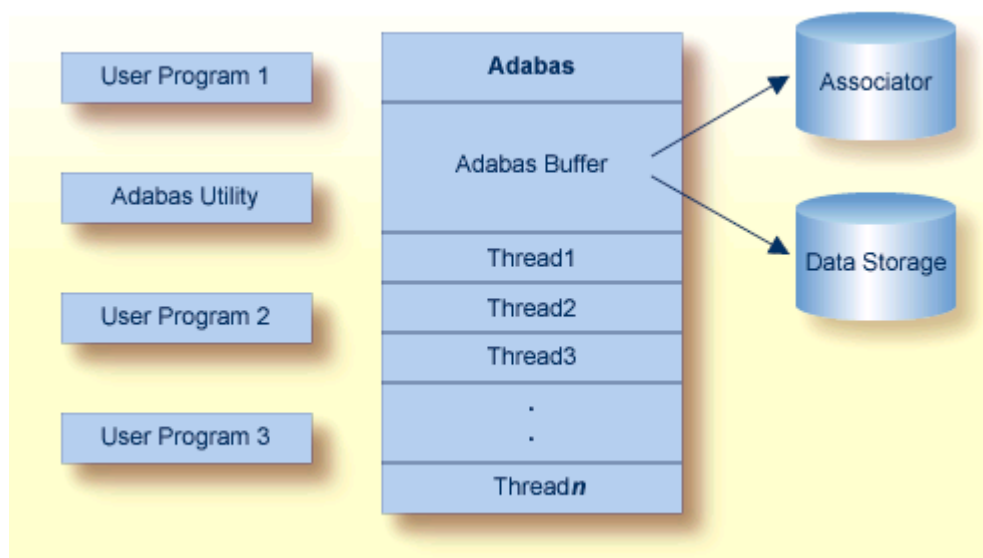 User Program 1
Adabas Utility
User Program 2
User Program 3
Adabas
Adabas Buffer
Thread1
Thread2
Thread3
.
.
Threadn
Associator
Data Storage